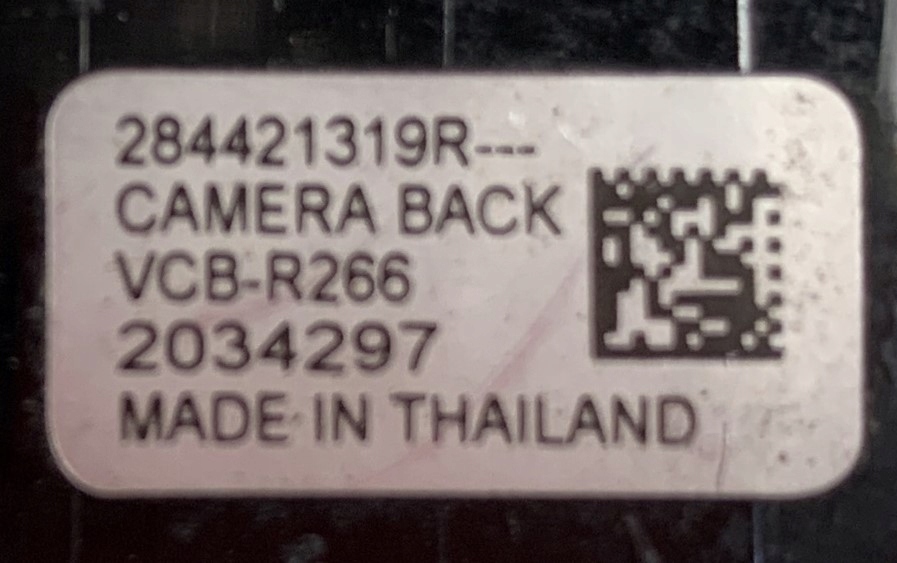 284421319R---
CAMERA BACK
VCB-R266
2034297
MADE IN THAILAND